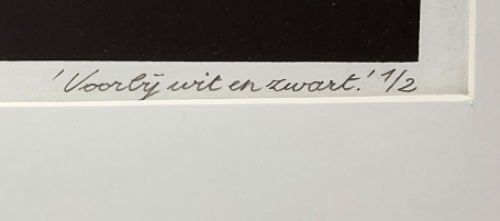 'Voorbij wit en zwart.' 1/2